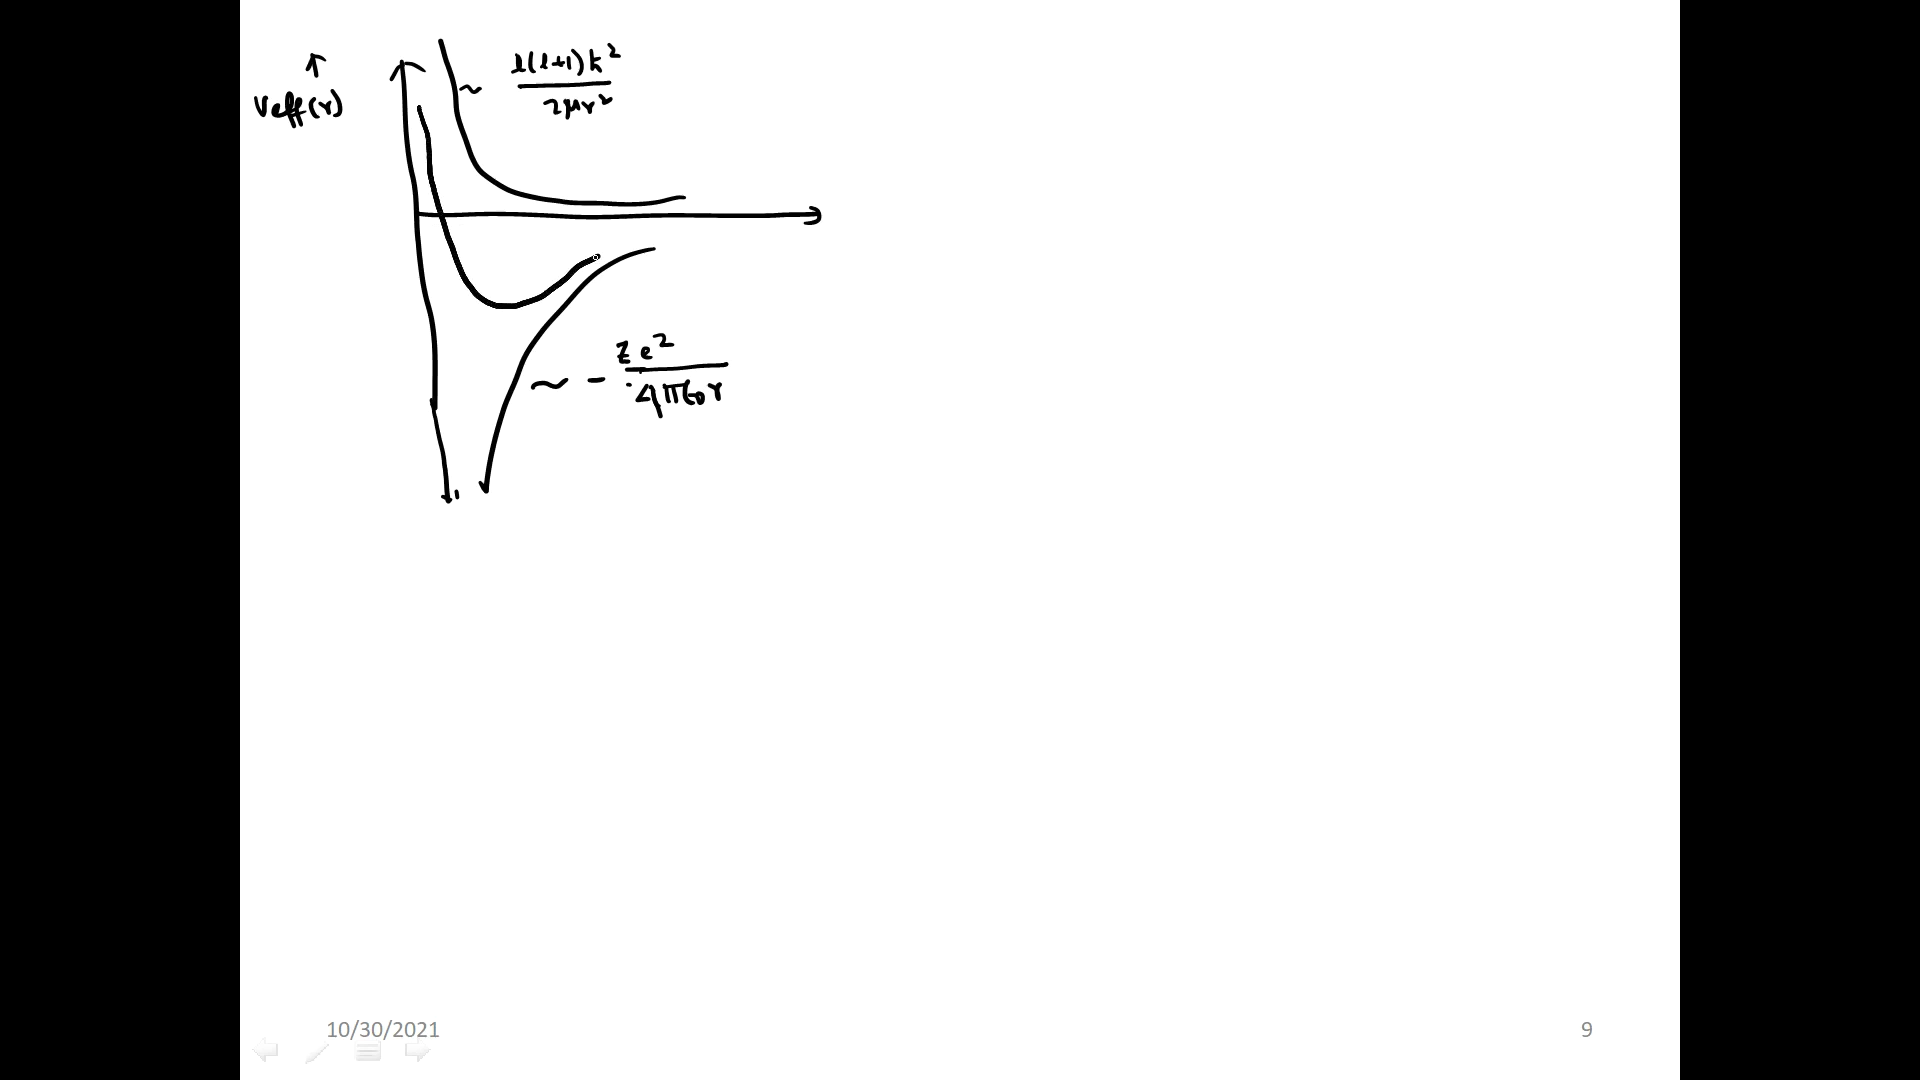 ↑
Veff(r)
~ l(l+1)ħ²
2μr²
~ - Ze²
4πϵ₀r
10/30/2021
9